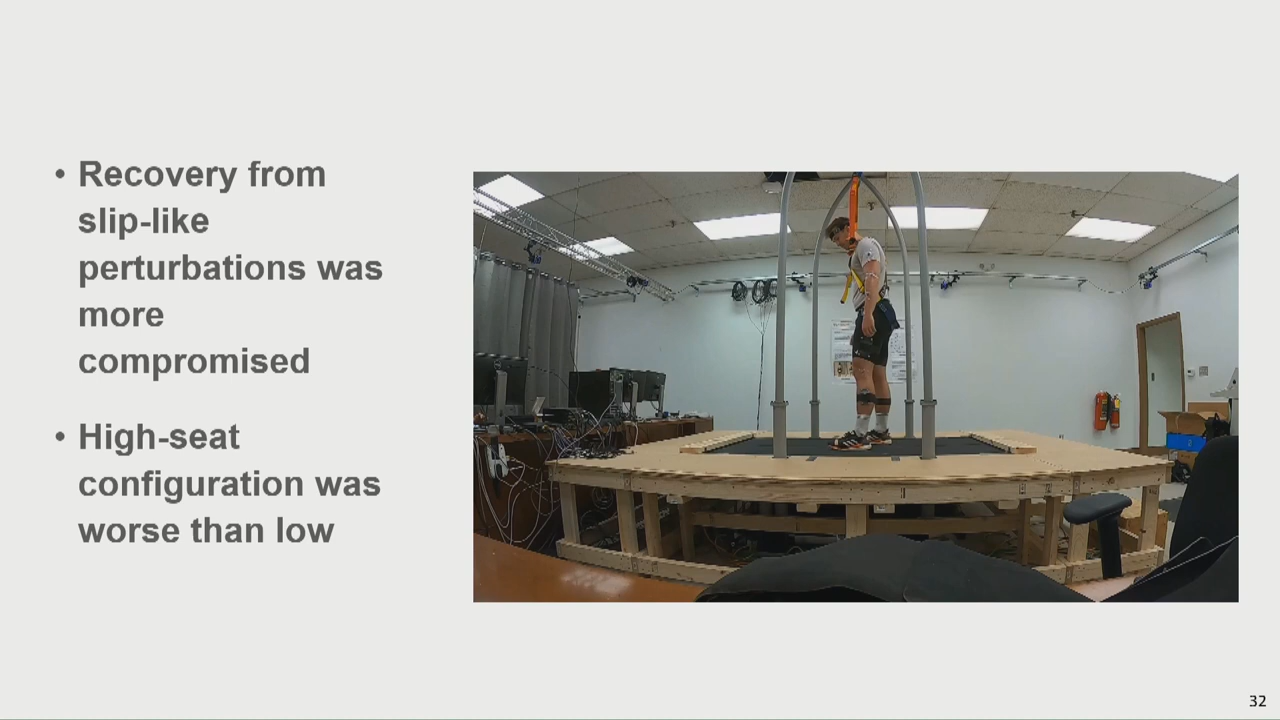 • Recovery from
slip-like
perturbations was
more
compromised
• High-seat
configuration was
worse than low
32